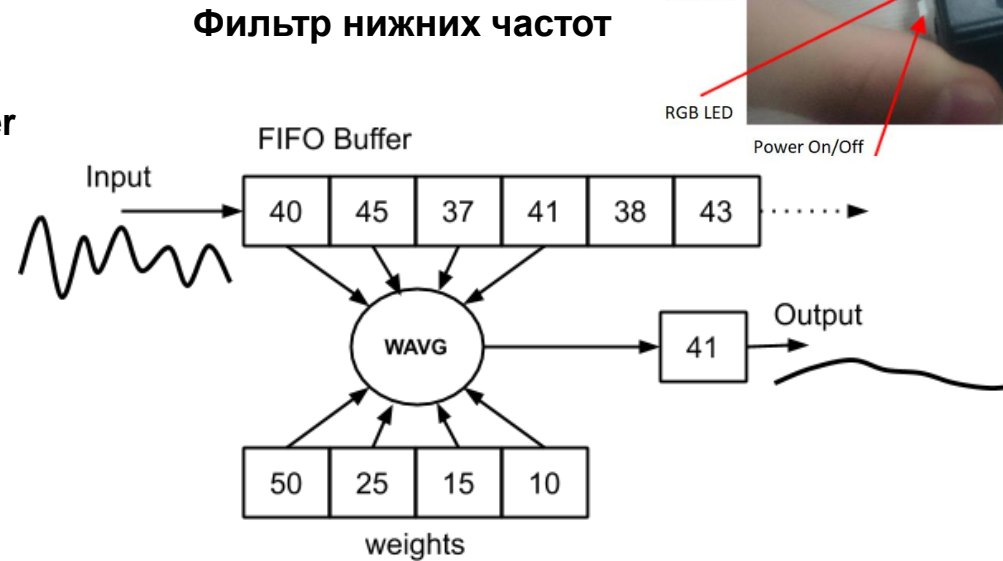 Фильтр нижних частот
RGB LED
er
Power On/Off
FIFO Buffer
Input
40 45 37 41 38 43
Output
WAVG
41
50 25 15 10
weights